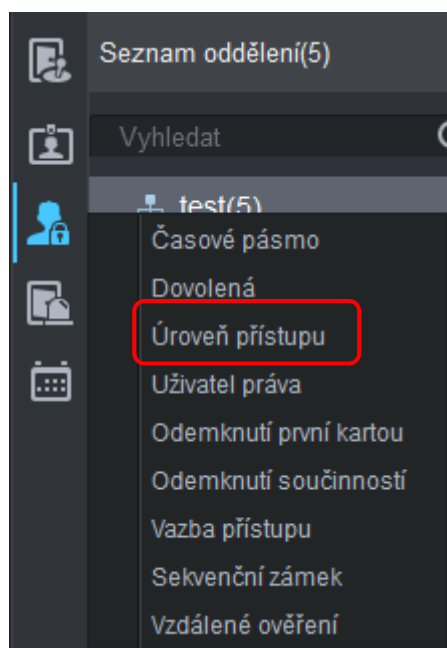 Seznam oddělení(5)
Vyhledat
test(5)
Časové pásmo
Dovolená
Úroveň přístupu
Uživatel práva
Odemknutí první kartou
Odemknutí součinností
Vazba přístupu
Sekvenční zámek
Vzdálené ověření